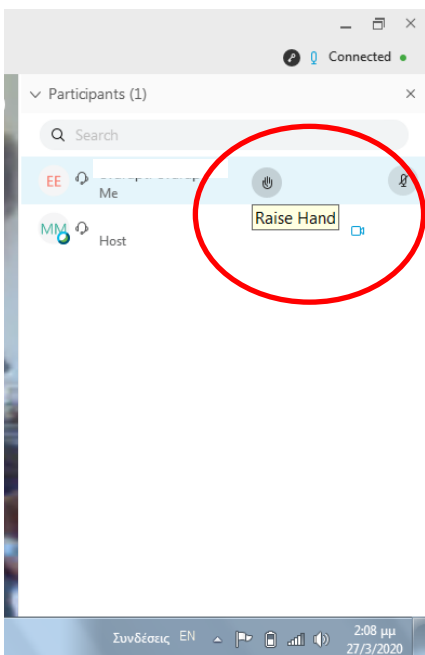 Connected
Participants (1)
Search
EE
Me
Raise Hand
MM
Host
Συνδέσεις EN
2:08 μμ
27/3/2020